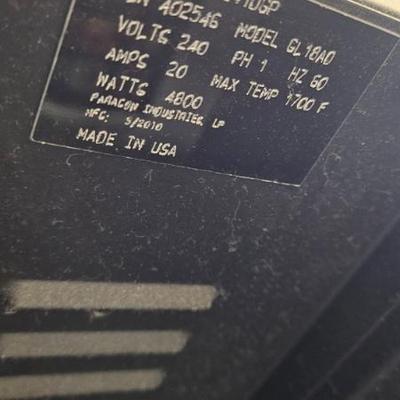 SN 402546 MODEL GL18AD
VOLTS 240 PH 1 HZ 60
AMPS 20 MAX TEMP 1700 F
WATTS 4800
PARAGON INDUSTRIES, LP
MFG: 5/2010
MADE IN USA